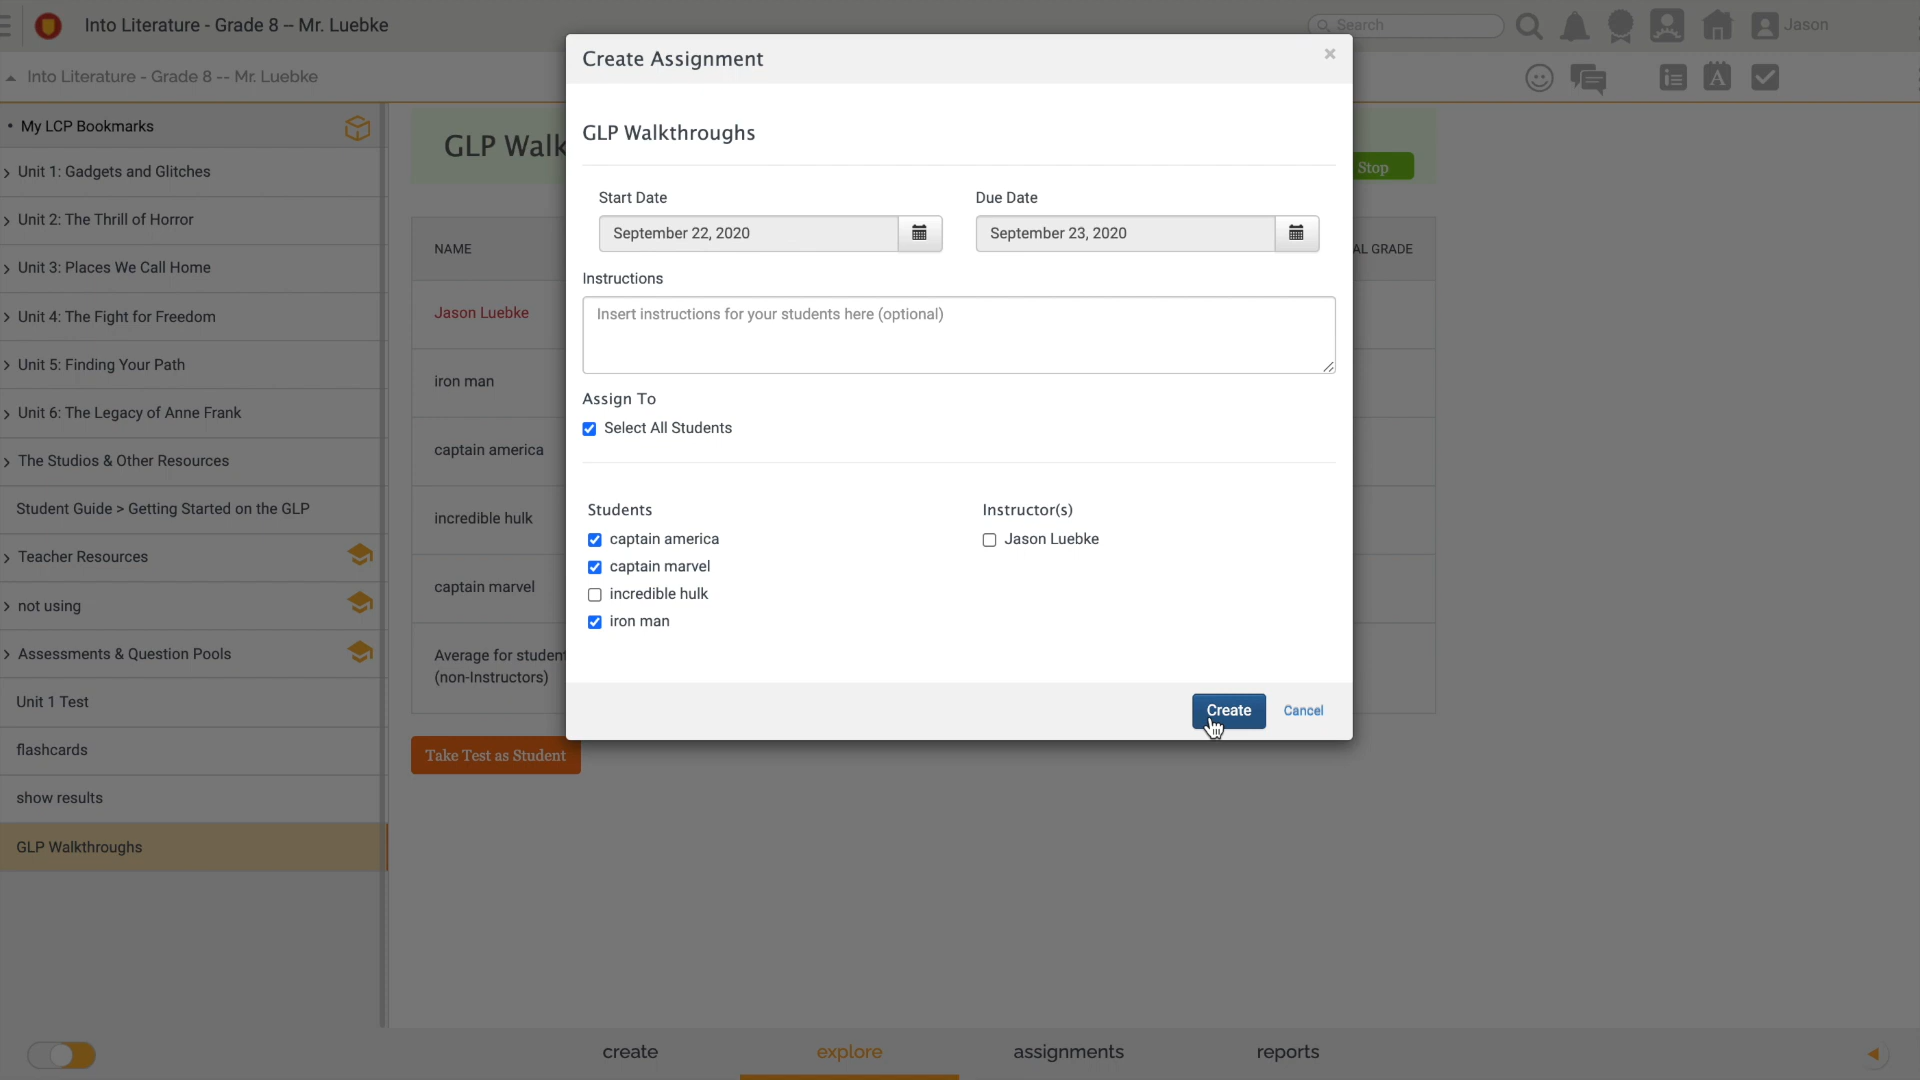 Into Literature - Grade 8 -- Mr. Luebke
Search
Jason
Into Literature - Grade 8 -- Mr. Luebke
My LCP Bookmarks
Unit 1: Gadgets and Glitches
Unit 2: The Thrill of Horror
Unit 3: Places We Call Home
Unit 4: The Fight for Freedom
Unit 5: Finding Your Path
Unit 6: The Legacy of Anne Frank
The Studios & Other Resources
Student Guide > Getting Started on the GLP
Teacher Resources
not using
Assessments & Question Pools
Unit 1 Test
flashcards
show results
GLP Walkthroughs
GLP Walk
Stop
NAME
AL GRADE
Jason Luebke
iron man
captain america
incredible hulk
captain marvel
Average for student
(non-Instructors)
Take Test as Student
Create Assignment
×
GLP Walkthroughs
Start Date
Due Date
September 22, 2020
September 23, 2020
Instructions
Insert instructions for your students here (optional)
Assign To
Select All Students
Students
Instructor(s)
captain america
Jason Luebke
captain marvel
incredible hulk
iron man
Create
Cancel
create
explore
assignments
reports